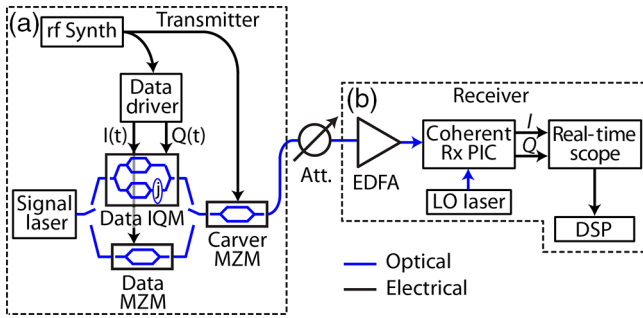 (a)
Transmitter
rf Synth
Data
driver
I(t)
Q(t)
j
Data IQM
Signal
laser
Carver
MZM
Data
MZM
Att.
(b)
Receiver
EDFA
Coherent
Rx PIC
I
Q
Real-time
scope
LO laser
DSP
Optical
Electrical